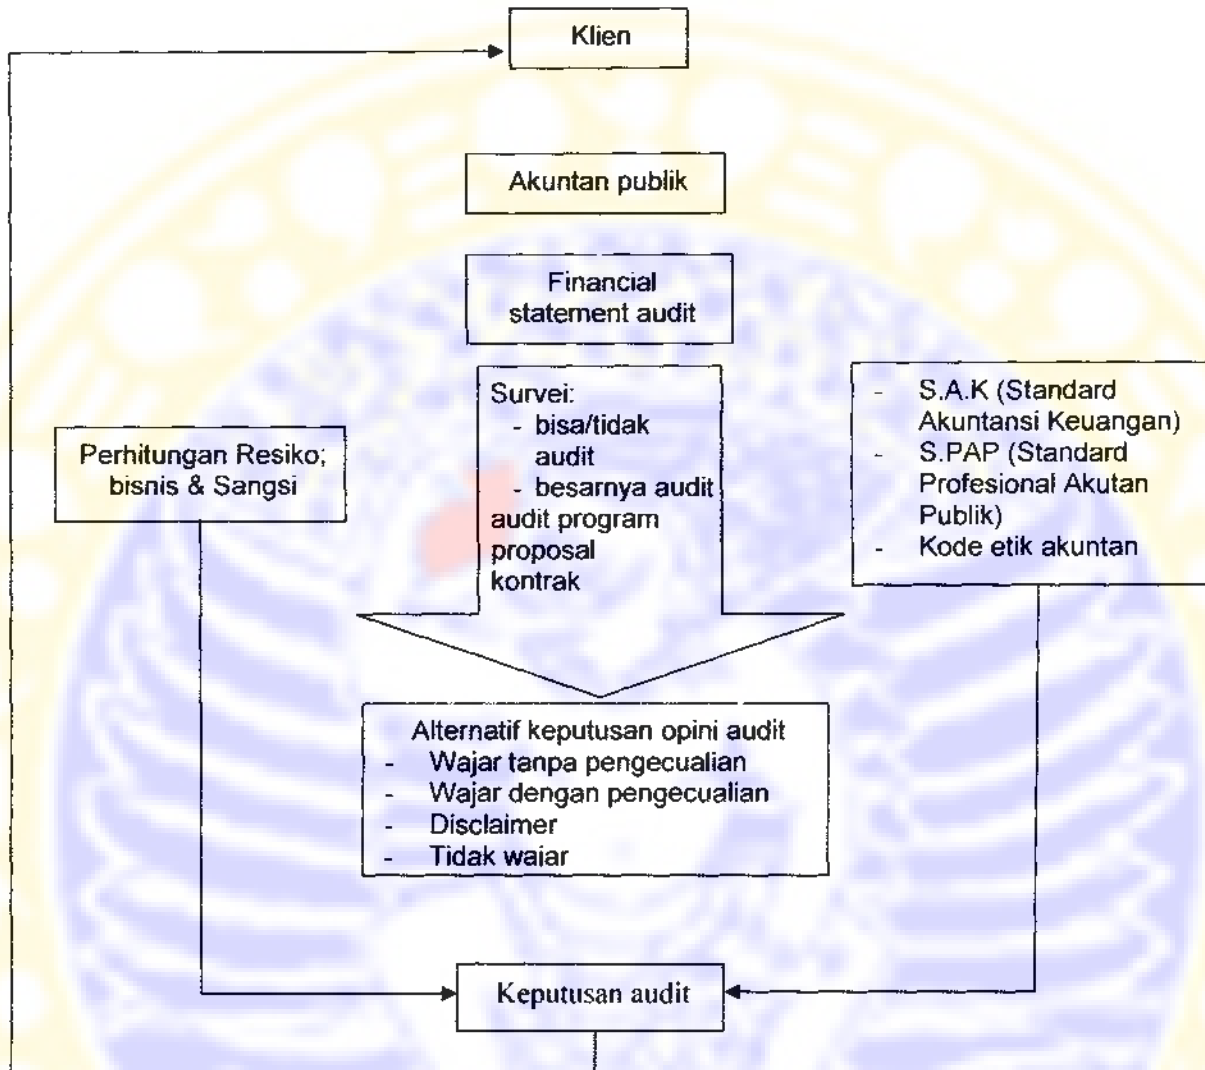 Klien
Akuntan publik
Financial
statement audit
Survei:
- bisa/tidak
audit
- besarnya audit
audit program
proposal
kontrak
Perhitungan Resiko;
bisnis & Sangsi
- S.A.K (Standard
Akuntansi Keuangan)
- S.PAP (Standard
Profesional Akutan
Publik)
- Kode etik akuntan
Alternatif keputusan opini audit
- Wajar tanpa pengecualian
- Wajar dengan pengecualian
- Disclaimer
- Tidak wajar
Keputusan audit